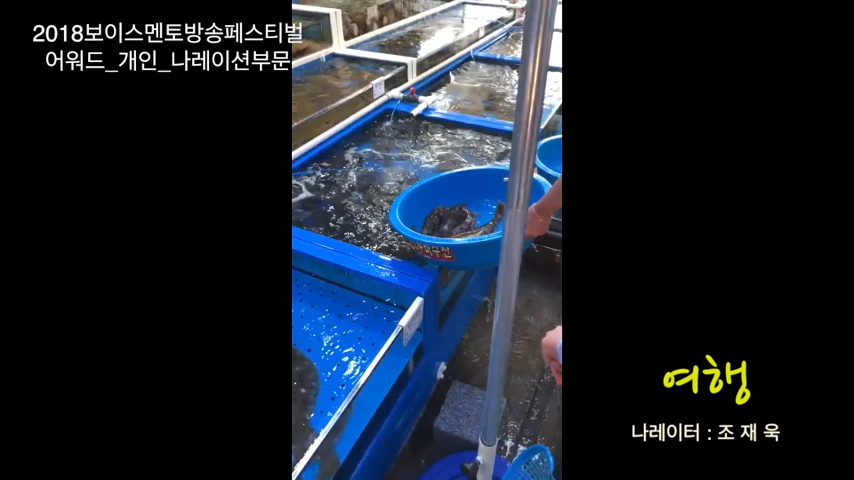 2018보이스멘토방송페스티벌
어워드_개인_나레이션부문
여행
나레이터 : 조 재 욱